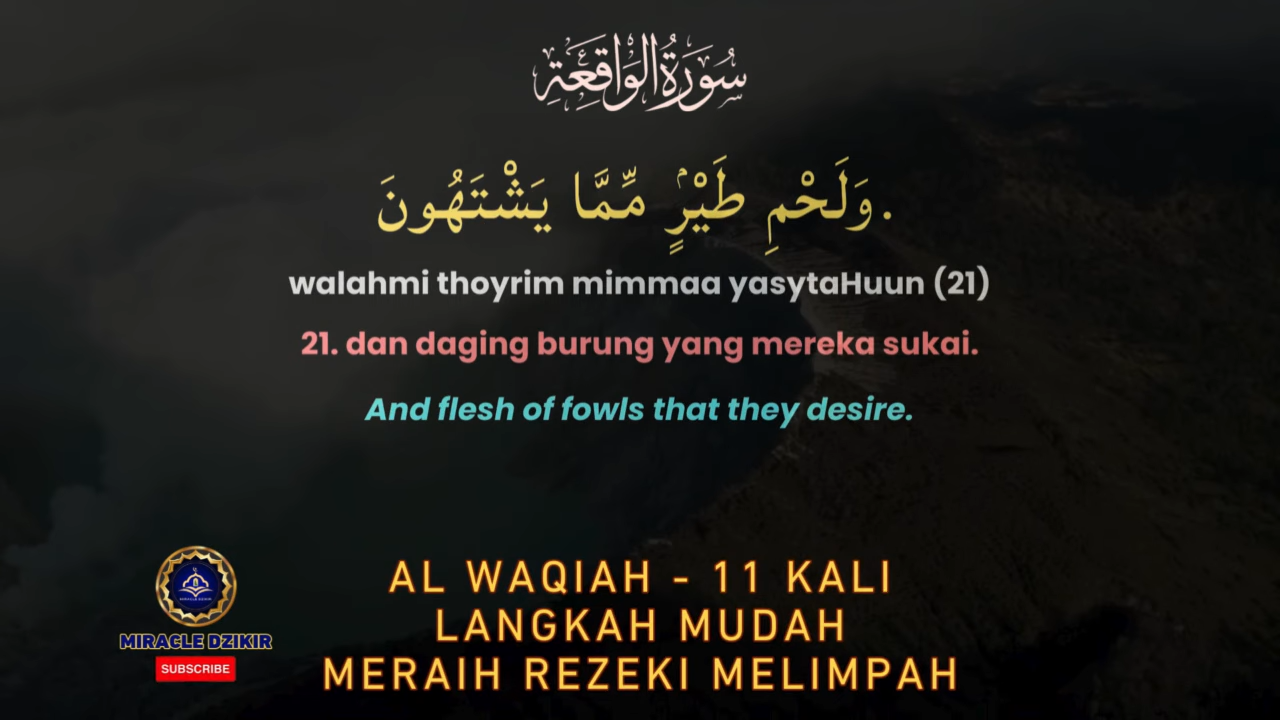 سُورَةُ الْوَاقِعَةِ
وَلَحْمِ طَيْرٍۢ مِّمَّا يَشْتَهُونَ.
walahmi thoyrim mimmaa yasytaHuun (21)
21. dan daging burung yang mereka sukai.
And flesh of fowls that they desire.
AL WAQIAH - 11 KALI
LANGKAH MUDAH
MERAIH REZEKI MELIMPAH
MIRACLE DZIKIR
SUBSCRIBE